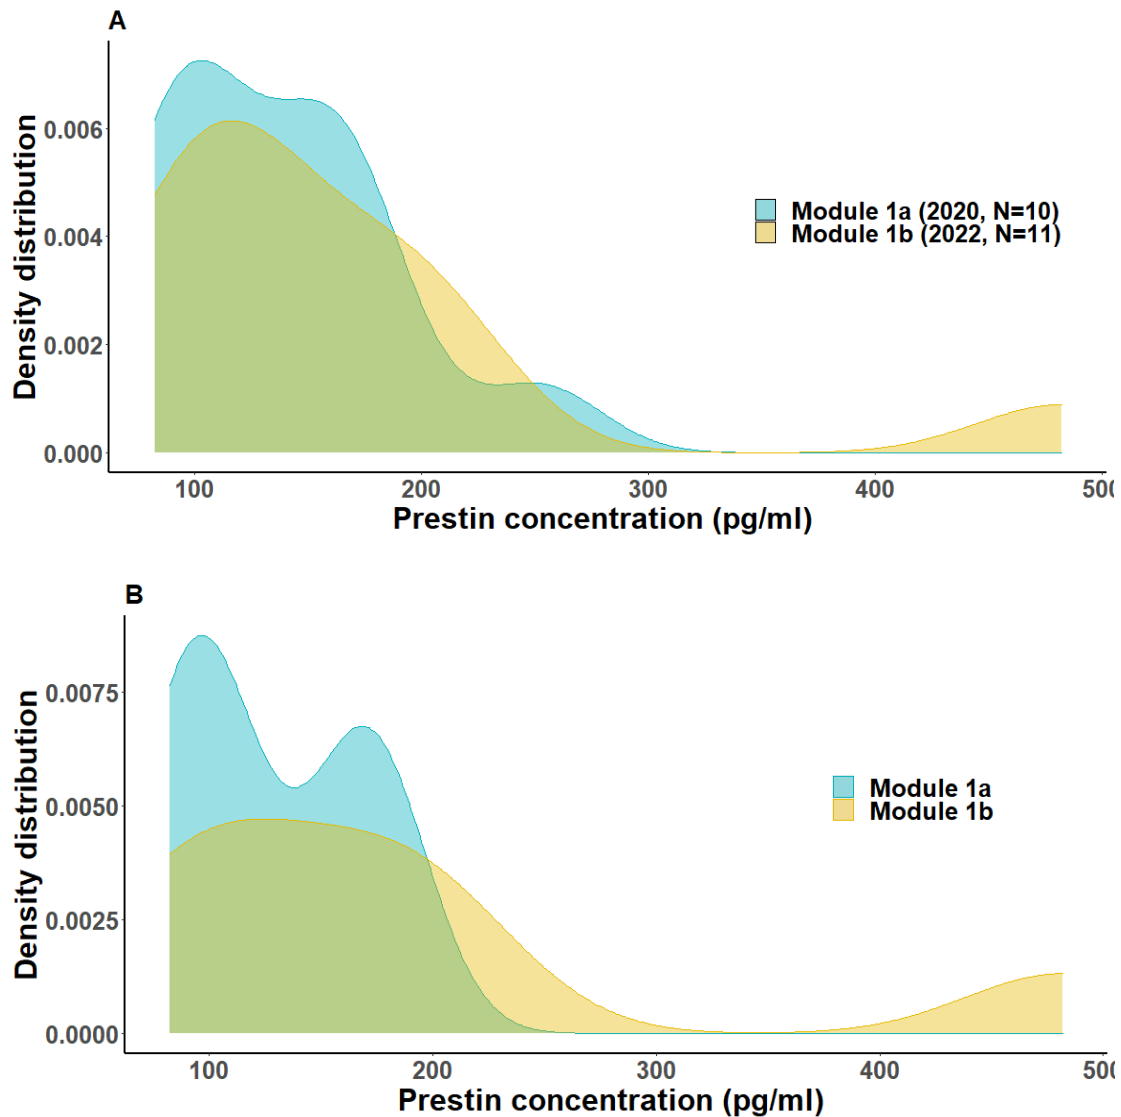 A
Density distribution
0.006
0.004
0.002
0.000
Module 1a (2020, N=10)
Module 1b (2022, N=11)
100 200 300 400
Prestin concentration (pg/ml)
B
Density distribution
0.0075
0.0050
0.0025
0.0000
Module 1a
Module 1b
100 200 300 400
Prestin concentration (pg/ml)